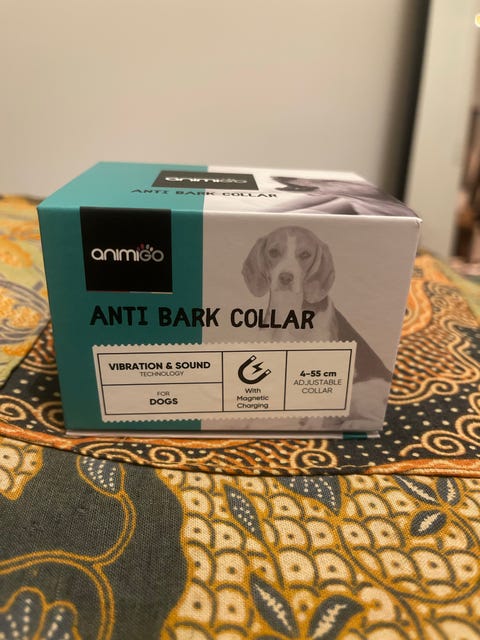 animiGo
ANTI BARK COLLAR
animiGo
ANTI BARK COLLAR
VIBRATION & SOUND
TECHNOLOGY
FOR
DOGS
With
Magnetic
Charging
4-55 cm
ADJUSTABLE
COLLAR